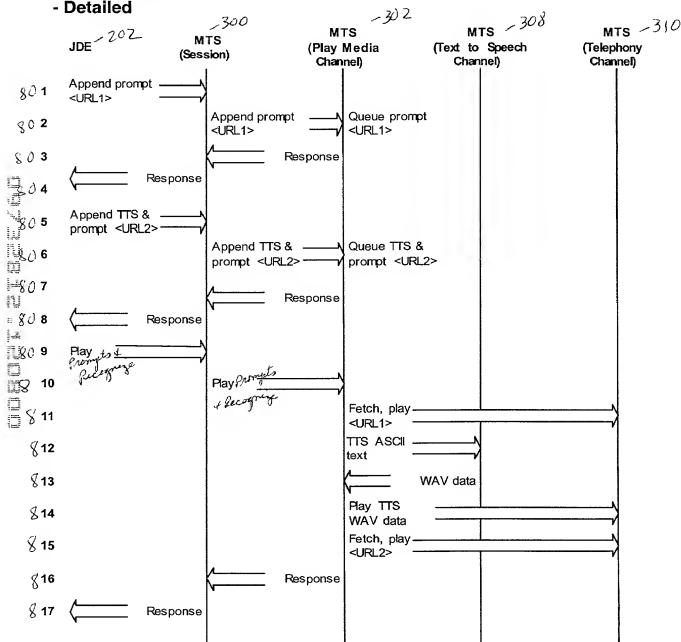 - Detailed
JDE 202
MTS 300
(Session)
MTS 302
(Play Media
Channel)
MTS 308
(Text to Speech
Channel)
MTS 310
(Telephony
Channel)
801 Append prompt
<URL1>
802 Append prompt Queue prompt
<URL1> <URL1>
803 Response
804 Response
805 Append TTS &
prompt <URL2>
806 Append TTS & Queue TTS &
prompt <URL2> prompt <URL2>
807 Response
808 Response
809 Play
Prompts &
Recognize
810 Play Prompts
& Recognize
811 Fetch, play
<URL1>
812 TTS ASCII
text
813 WAV data
814 Play TTS
WAV data
815 Fetch, play
<URL2>
816 Response
817 Response